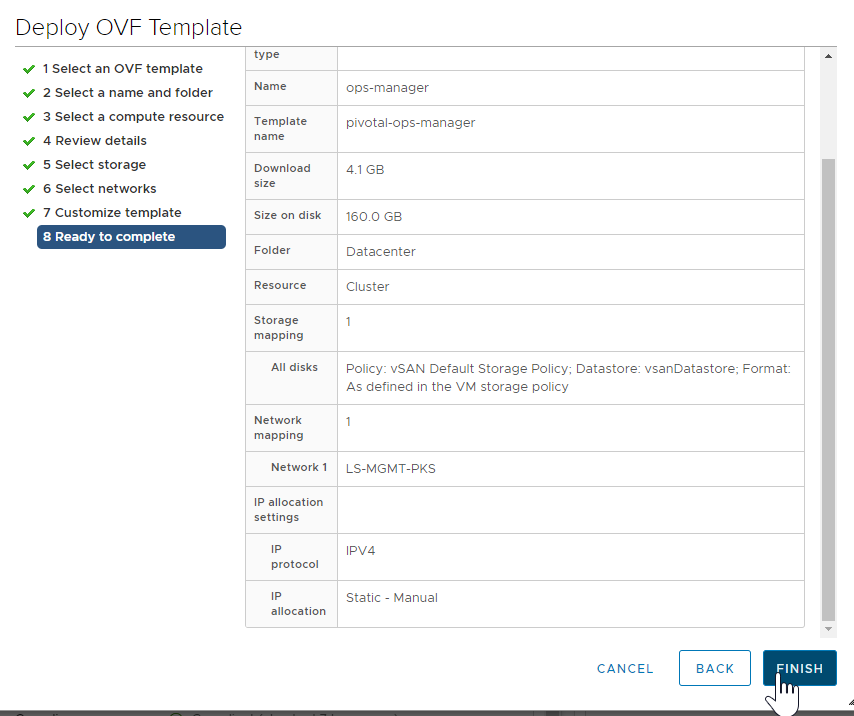 Deploy OVF Template
1 Select an OVF template
2 Select a name and folder
3 Select a compute resource
4 Review details
5 Select storage
6 Select networks
7 Customize template
8 Ready to complete
type
Name
ops-manager
Template
name
pivotal-ops-manager
Download
size
4.1 GB
Size on disk
160.0 GB
Folder
Datacenter
Resource
Cluster
Storage
mapping
1
All disks
Policy: vSAN Default Storage Policy; Datastore: vsanDatastore; Format:
As defined in the VM storage policy
Network
mapping
1
Network 1
LS-MGMT-PKS
IP allocation
settings
IP
protocol
IPV4
IP
allocation
Static - Manual
CANCEL
BACK
FINISH